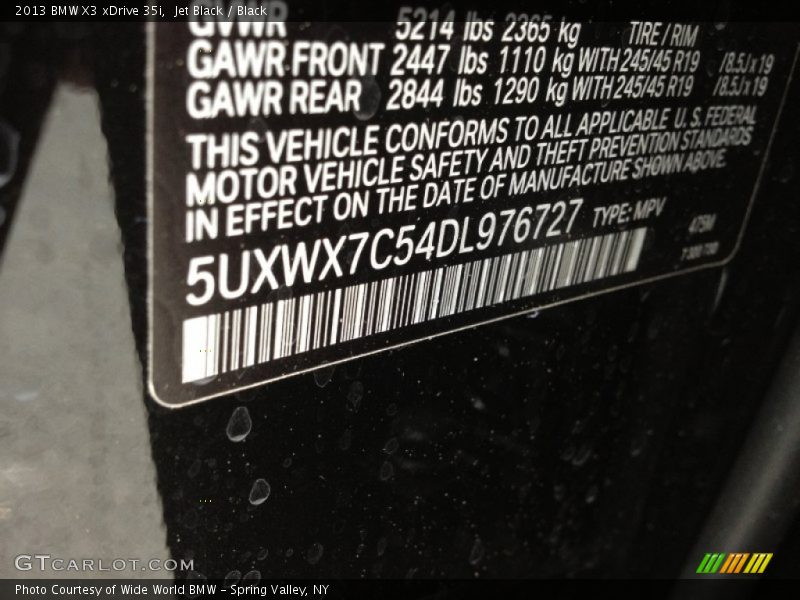 2013 BMW X3 xDrive 35i, Jet Black / Black
GVWR 5214 lbs 2365 kg TIRE / RIM
GAWR FRONT 2447 lbs 1110 kg WITH 245/45 R19 /8.5J x 19
GAWR REAR 2844 lbs 1290 kg WITH 245/45 R19 /8.5J x 19
THIS VEHICLE CONFORMS TO ALL APPLICABLE U.S. FEDERAL
MOTOR VEHICLE SAFETY AND THEFT PREVENTION STANDARDS
IN EFFECT ON THE DATE OF MANUFACTURE SHOWN ABOVE.
5UXWX7C54DL976727 TYPE: MPV
GTCARLOT.COM
Photo Courtesy of Wide World BMW - Spring Valley, NY